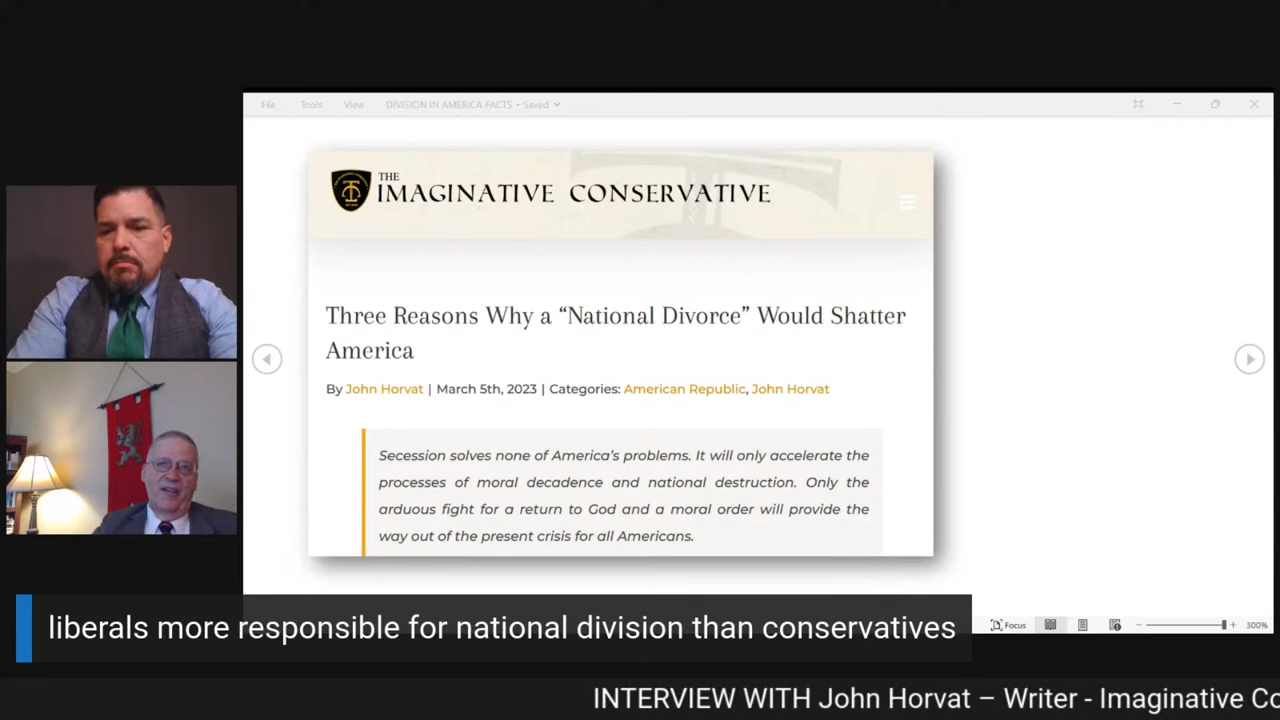 File Tools View DIVISION IN AMERICA FACTS • Saved
THE
IMAGINATIVE CONSERVATIVE
Three Reasons Why a “National Divorce” Would Shatter
America
By John Horvat | March 5th, 2023 | Categories: American Republic, John Horvat
Secession solves none of America’s problems. It will only accelerate the
processes of moral decadence and national destruction. Only the
arduous fight for a return to God and a moral order will provide the
way out of the present crisis for all Americans.
liberals more responsible for national division than conservatives
Focus 300%
INTERVIEW WITH John Horvat – Writer - Imaginative Co